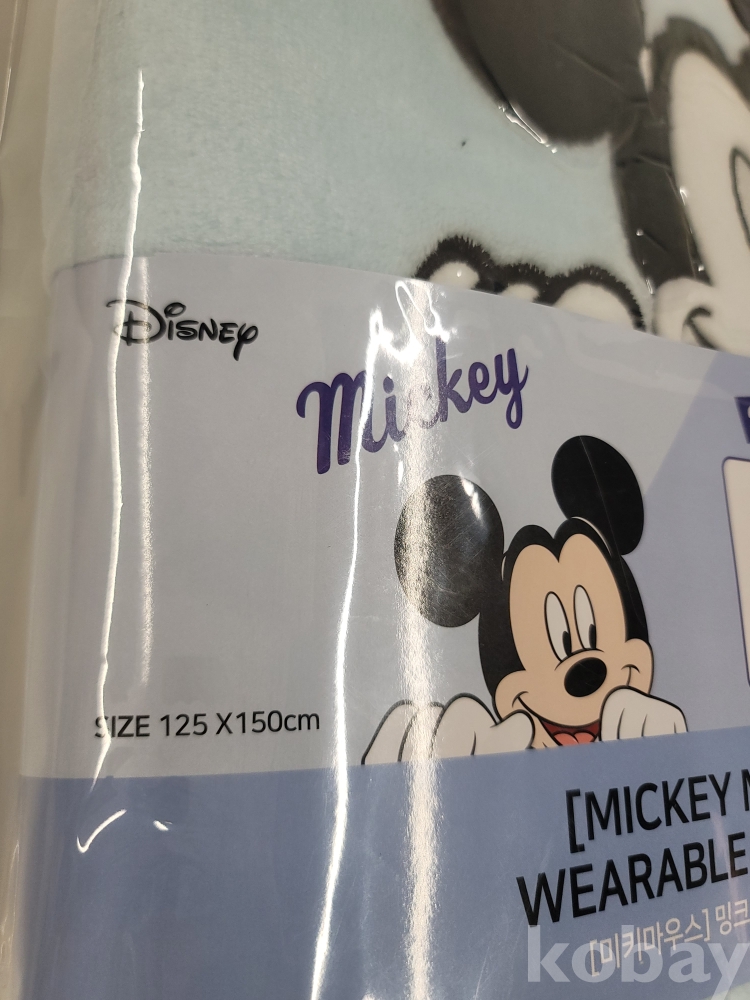 Disney
Mickey
SIZE 125 X150cm
[MICKEY
WEARABLE
[미키마우스] 밍크
kobay